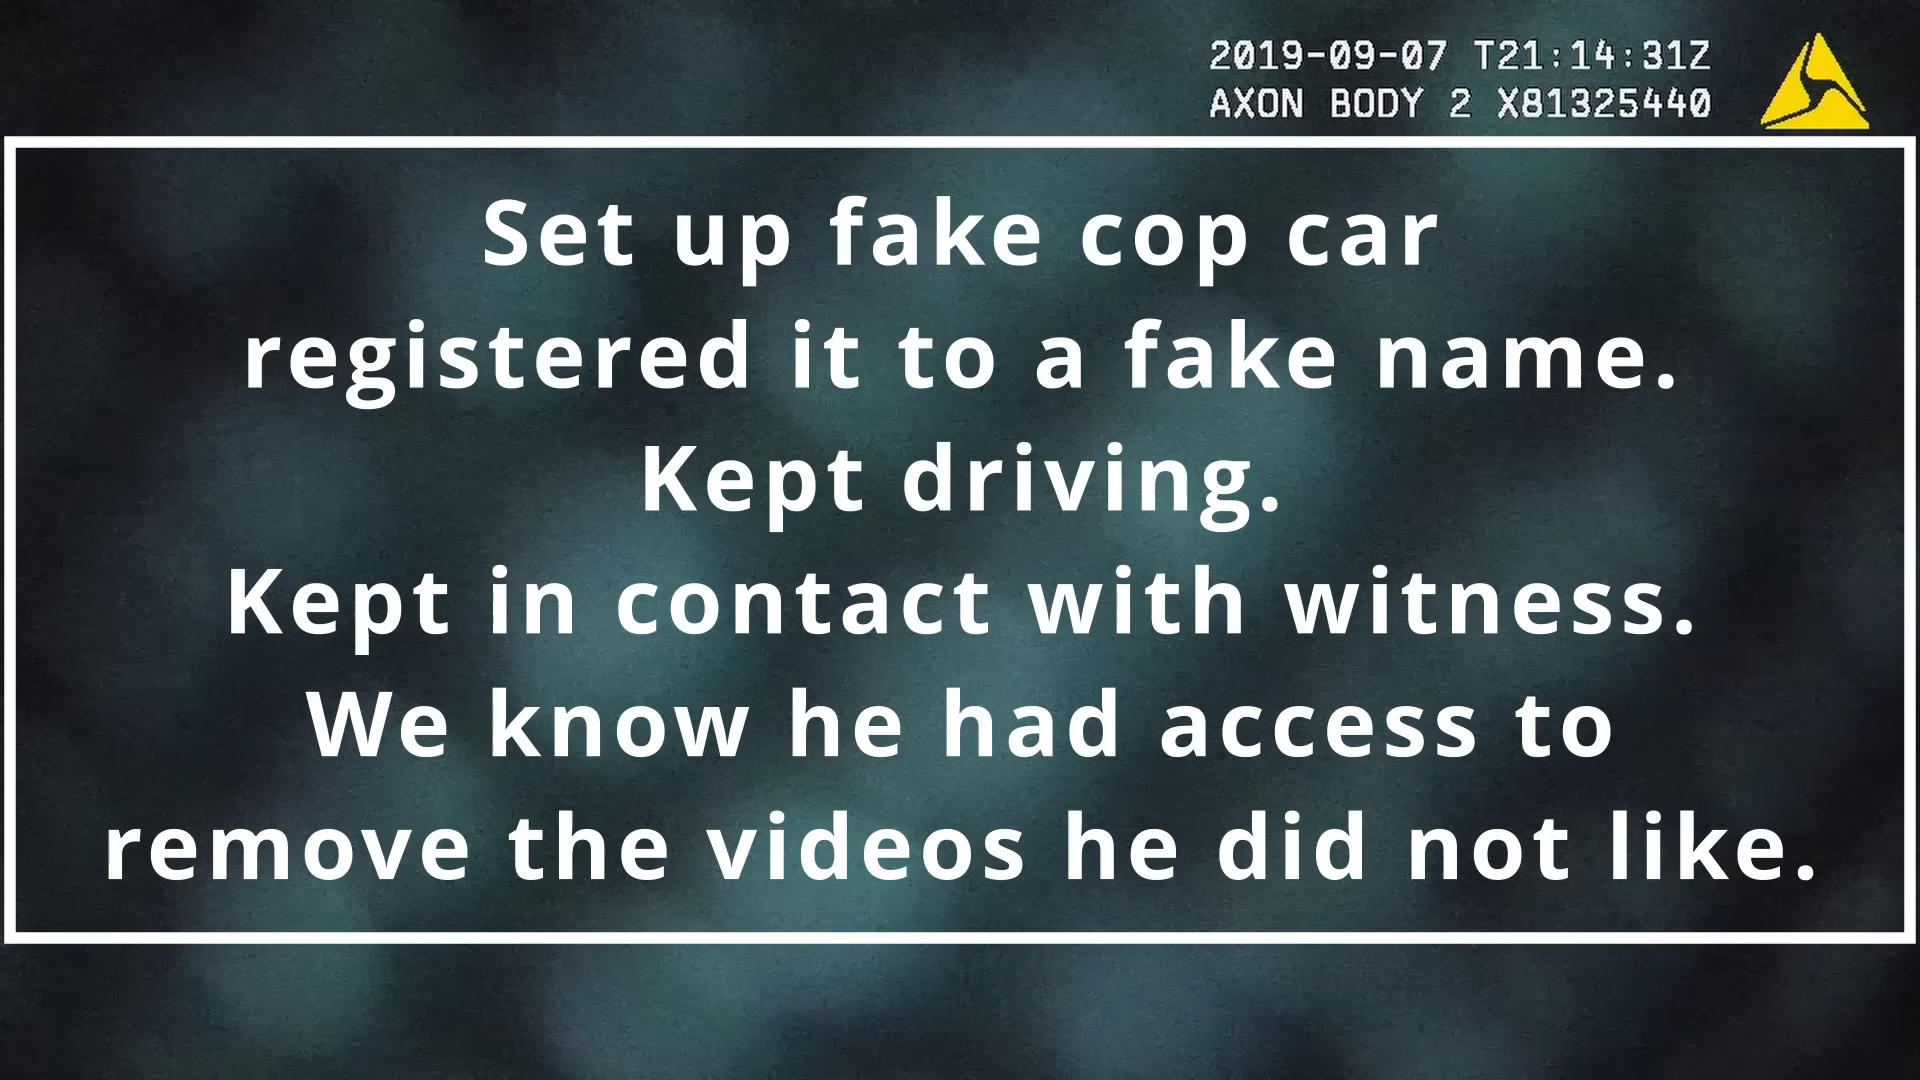 2019-09-07 T21:14:31Z
AXON BODY 2 X81325440
Set up fake cop car
registered it to a fake name.
Kept driving.
Kept in contact with witness.
We know he had access to
remove the videos he did not like.